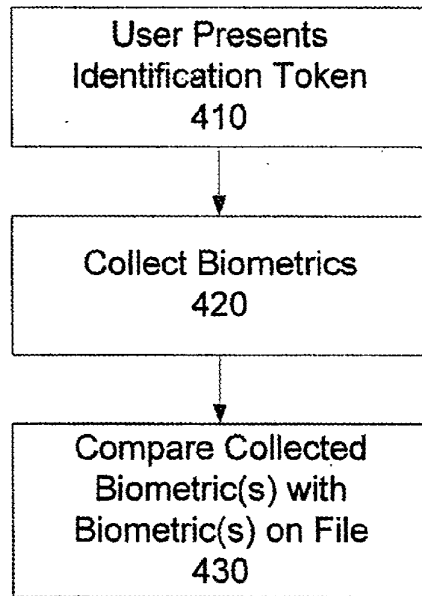 User Presents
Identification Token
410
Collect Biometrics
420
Compare Collected
Biometric(s) with
Biometric(s) on File
430